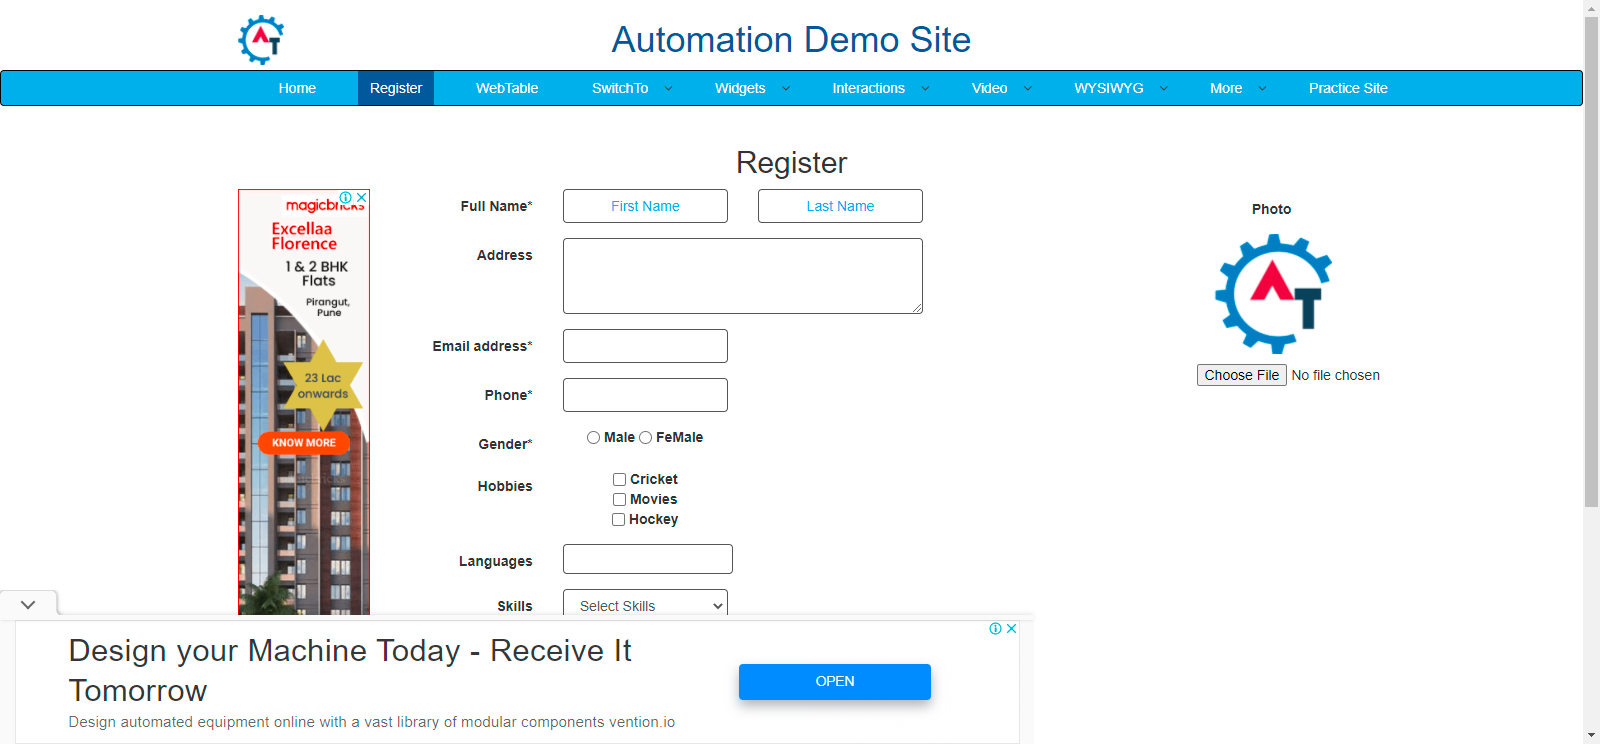 AT
Automation Demo Site
Home Register WebTable SwitchTo Widgets Interactions Video WYSIWYG More Practice Site
Register
magicbricks
Excellaa
Florence
1 & 2 BHK
Flats
Pirangut,
Pune
23 Lac
onwards
KNOW MORE
Full Name* First Name Last Name
Address
Email address*
Phone*
Gender* Male FeMale
Hobbies Cricket
Movies
Hockey
Languages
Skills Select Skills
Photo
AT
Choose File No file chosen
Design your Machine Today - Receive It
Tomorrow
Design automated equipment online with a vast library of modular components vention.io
OPEN